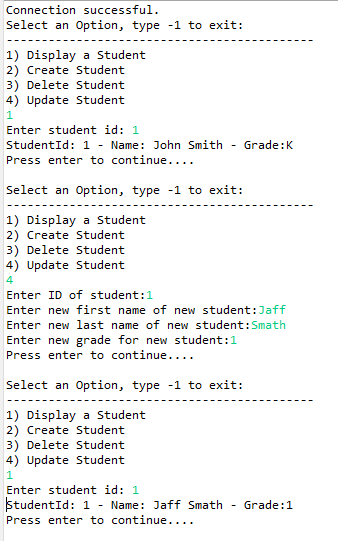 Connection successful.
Select an Option, type -1 to exit:
--------------------------------------------
1) Display a Student
2) Create Student
3) Delete Student
4) Update Student
1
Enter student id: 1
StudentId: 1 - Name: John Smith - Grade:K
Press enter to continue....
Select an Option, type -1 to exit:
--------------------------------------------
1) Display a Student
2) Create Student
3) Delete Student
4) Update Student
4
Enter ID of student:1
Enter new first name of new student:Jaff
Enter new last name of new student:Smath
Enter new grade for new student:1
Press enter to continue....
Select an Option, type -1 to exit:
--------------------------------------------
1) Display a Student
2) Create Student
3) Delete Student
4) Update Student
1
Enter student id: 1
StudentId: 1 - Name: Jaff Smath - Grade:1
Press enter to continue....